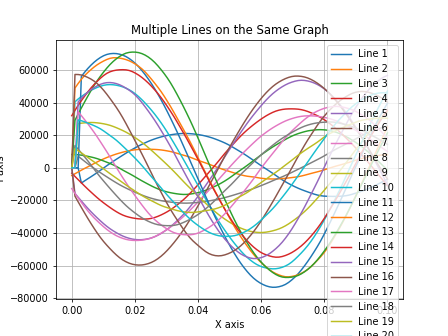 Multiple Lines on the Same Graph
60000
40000
20000
0
−20000
−40000
−60000
−80000
0.00
0.02
0.04
0.06
X axis
Line 1
Line 2
Line 3
Line 4
Line 5
Line 6
Line 7
Line 8
Line 9
Line 10
Line 11
Line 12
Line 13
Line 14
Line 15
Line 16
Line 17
Line 18
Line 19